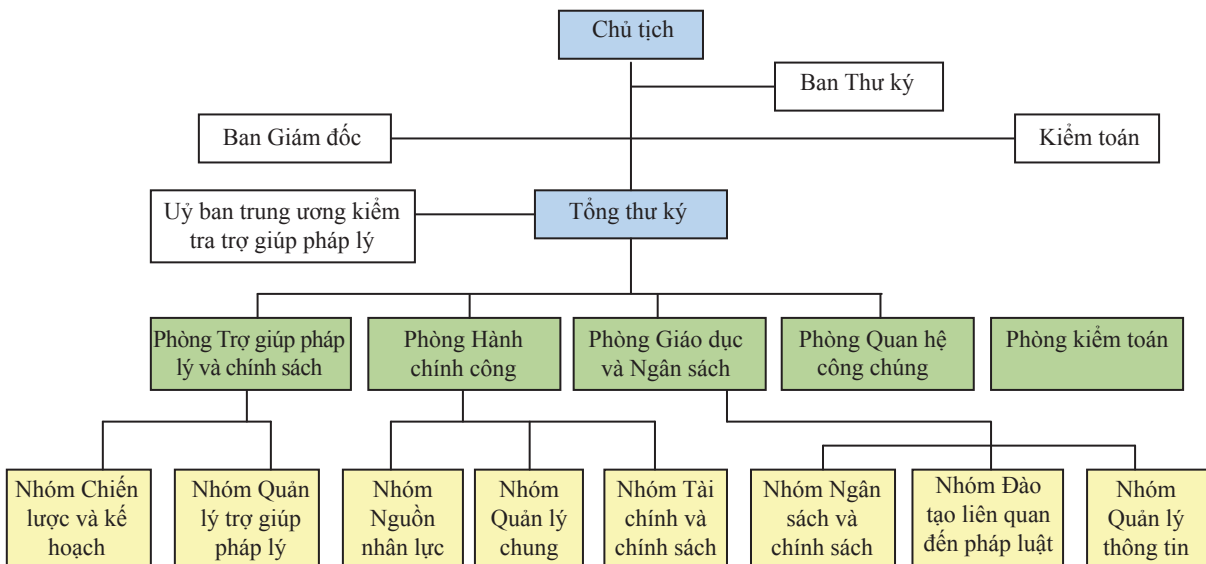 Chủ tịch
Ban Thư ký
Ban Giám đốc
Kiểm toán
Uỷ ban trung ương kiểm
tra trợ giúp pháp lý
Tổng thư ký
Phòng Trợ giúp pháp
lý và chính sách
Phòng Hành
chính công
Phòng Giáo dục
và Ngân sách
Phòng Quan hệ
công chúng
Phòng kiểm toán
Nhóm Chiến
lược và kế
hoạch
Nhóm Quản
lý trợ giúp
pháp lý
Nhóm
Nguồn
nhân lực
Nhóm
Quản lý
chung
Nhóm Tài
chính và
chính sách
Nhóm Ngân
sách và
chính sách
Nhóm Đào
tạo liên quan
đến pháp luật
Nhóm
Quản lý
thông tin